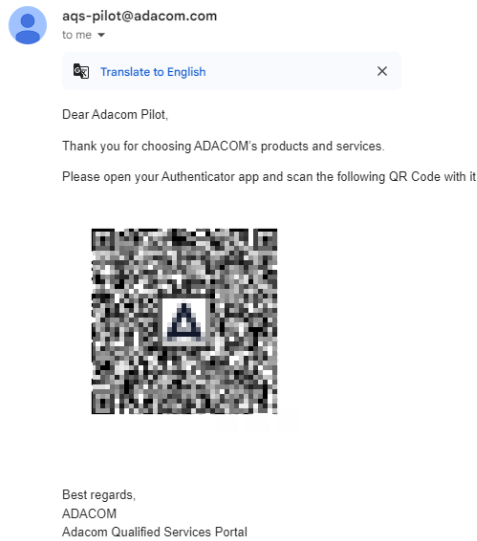 aqs-pilot@adacom.com
to me
Translate to English
Dear Adacom Pilot,
Thank you for choosing ADACOM's products and services.
Please open your Authenticator app and scan the following QR Code with it
Best regards,
ADACOM
Adacom Qualified Services Portal